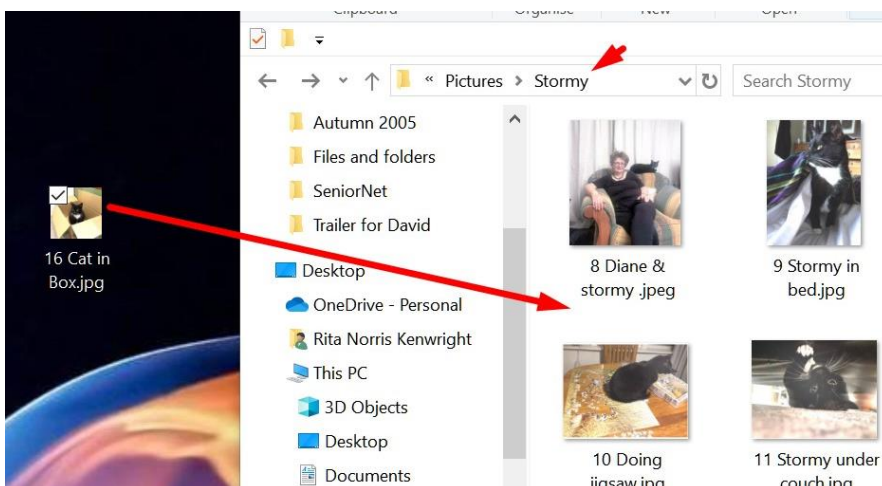 Clipboard
Organise
New
Open
« Pictures > Stormy
Search Stormy
Autumn 2005
Files and folders
SeniorNet
Trailer for David
Desktop
OneDrive - Personal
Rita Norris Kenwright
This PC
3D Objects
Desktop
Documents
16 Cat in
Box.jpg
8 Diane &
stormy .jpeg
9 Stormy in
bed.jpg
10 Doing
jigsaw.jpg
11 Stormy under
couch.jpg